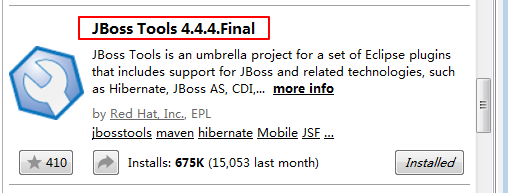 JBoss Tools 4.4.4.Final
JBoss Tools is an umbrella project for a set of Eclipse plugins
that includes support for JBoss and related technologies, such
as Hibernate, JBoss AS, CDI,... more info
by Red Hat, Inc., EPL
jbosstools maven hibernate Mobile JSF ...
410 Installs: 675K (15,053 last month) Installed